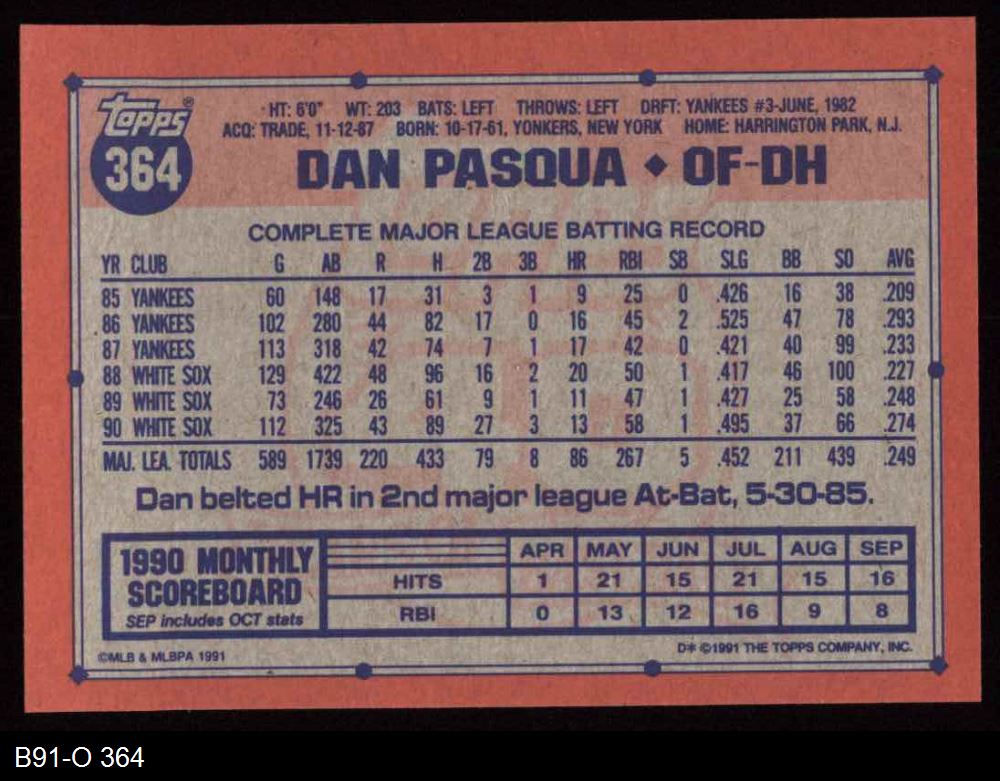 Topps®
364
HT: 6'0" WT: 203 BATS: LEFT THROWS: LEFT DRFT: YANKEES #3-JUNE, 1982
ACQ: TRADE, 11-12-87 BORN: 10-17-61, YONKERS, NEW YORK HOME: HARRINGTON PARK, N.J.
DAN PASQUA ◆ OF-DH
COMPLETE MAJOR LEAGUE BATTING RECORD
YR CLUB G AB R H 2B 3B HR RBI SB SLG BB SO AVG
85 YANKEES 60 148 17 31 3 1 9 25 0 .426 16 38 .209
86 YANKEES 102 280 44 82 17 0 16 45 2 .525 47 78 .293
87 YANKEES 113 318 42 74 7 1 17 42 0 .421 40 99 .233
88 WHITE SOX 129 422 48 96 16 2 20 50 1 .417 46 100 .227
89 WHITE SOX 73 246 26 61 9 1 11 47 1 .427 25 58 .248
90 WHITE SOX 112 325 43 89 27 3 13 58 1 .495 37 66 .274
MAJ. LEA. TOTALS 589 1739 220 433 79 8 86 267 5 .452 211 439 .249
Dan belted HR in 2nd major league At-Bat, 5-30-85.
1990 MONTHLY
SCOREBOARD
SEP includes OCT stats
APR MAY JUN JUL AUG SEP
HITS 1 21 15 21 15 16
RBI 0 13 12 16 9 8
©MLB & MLBPA 1991
D* ©1991 THE TOPPS COMPANY, INC.
B91-O 364